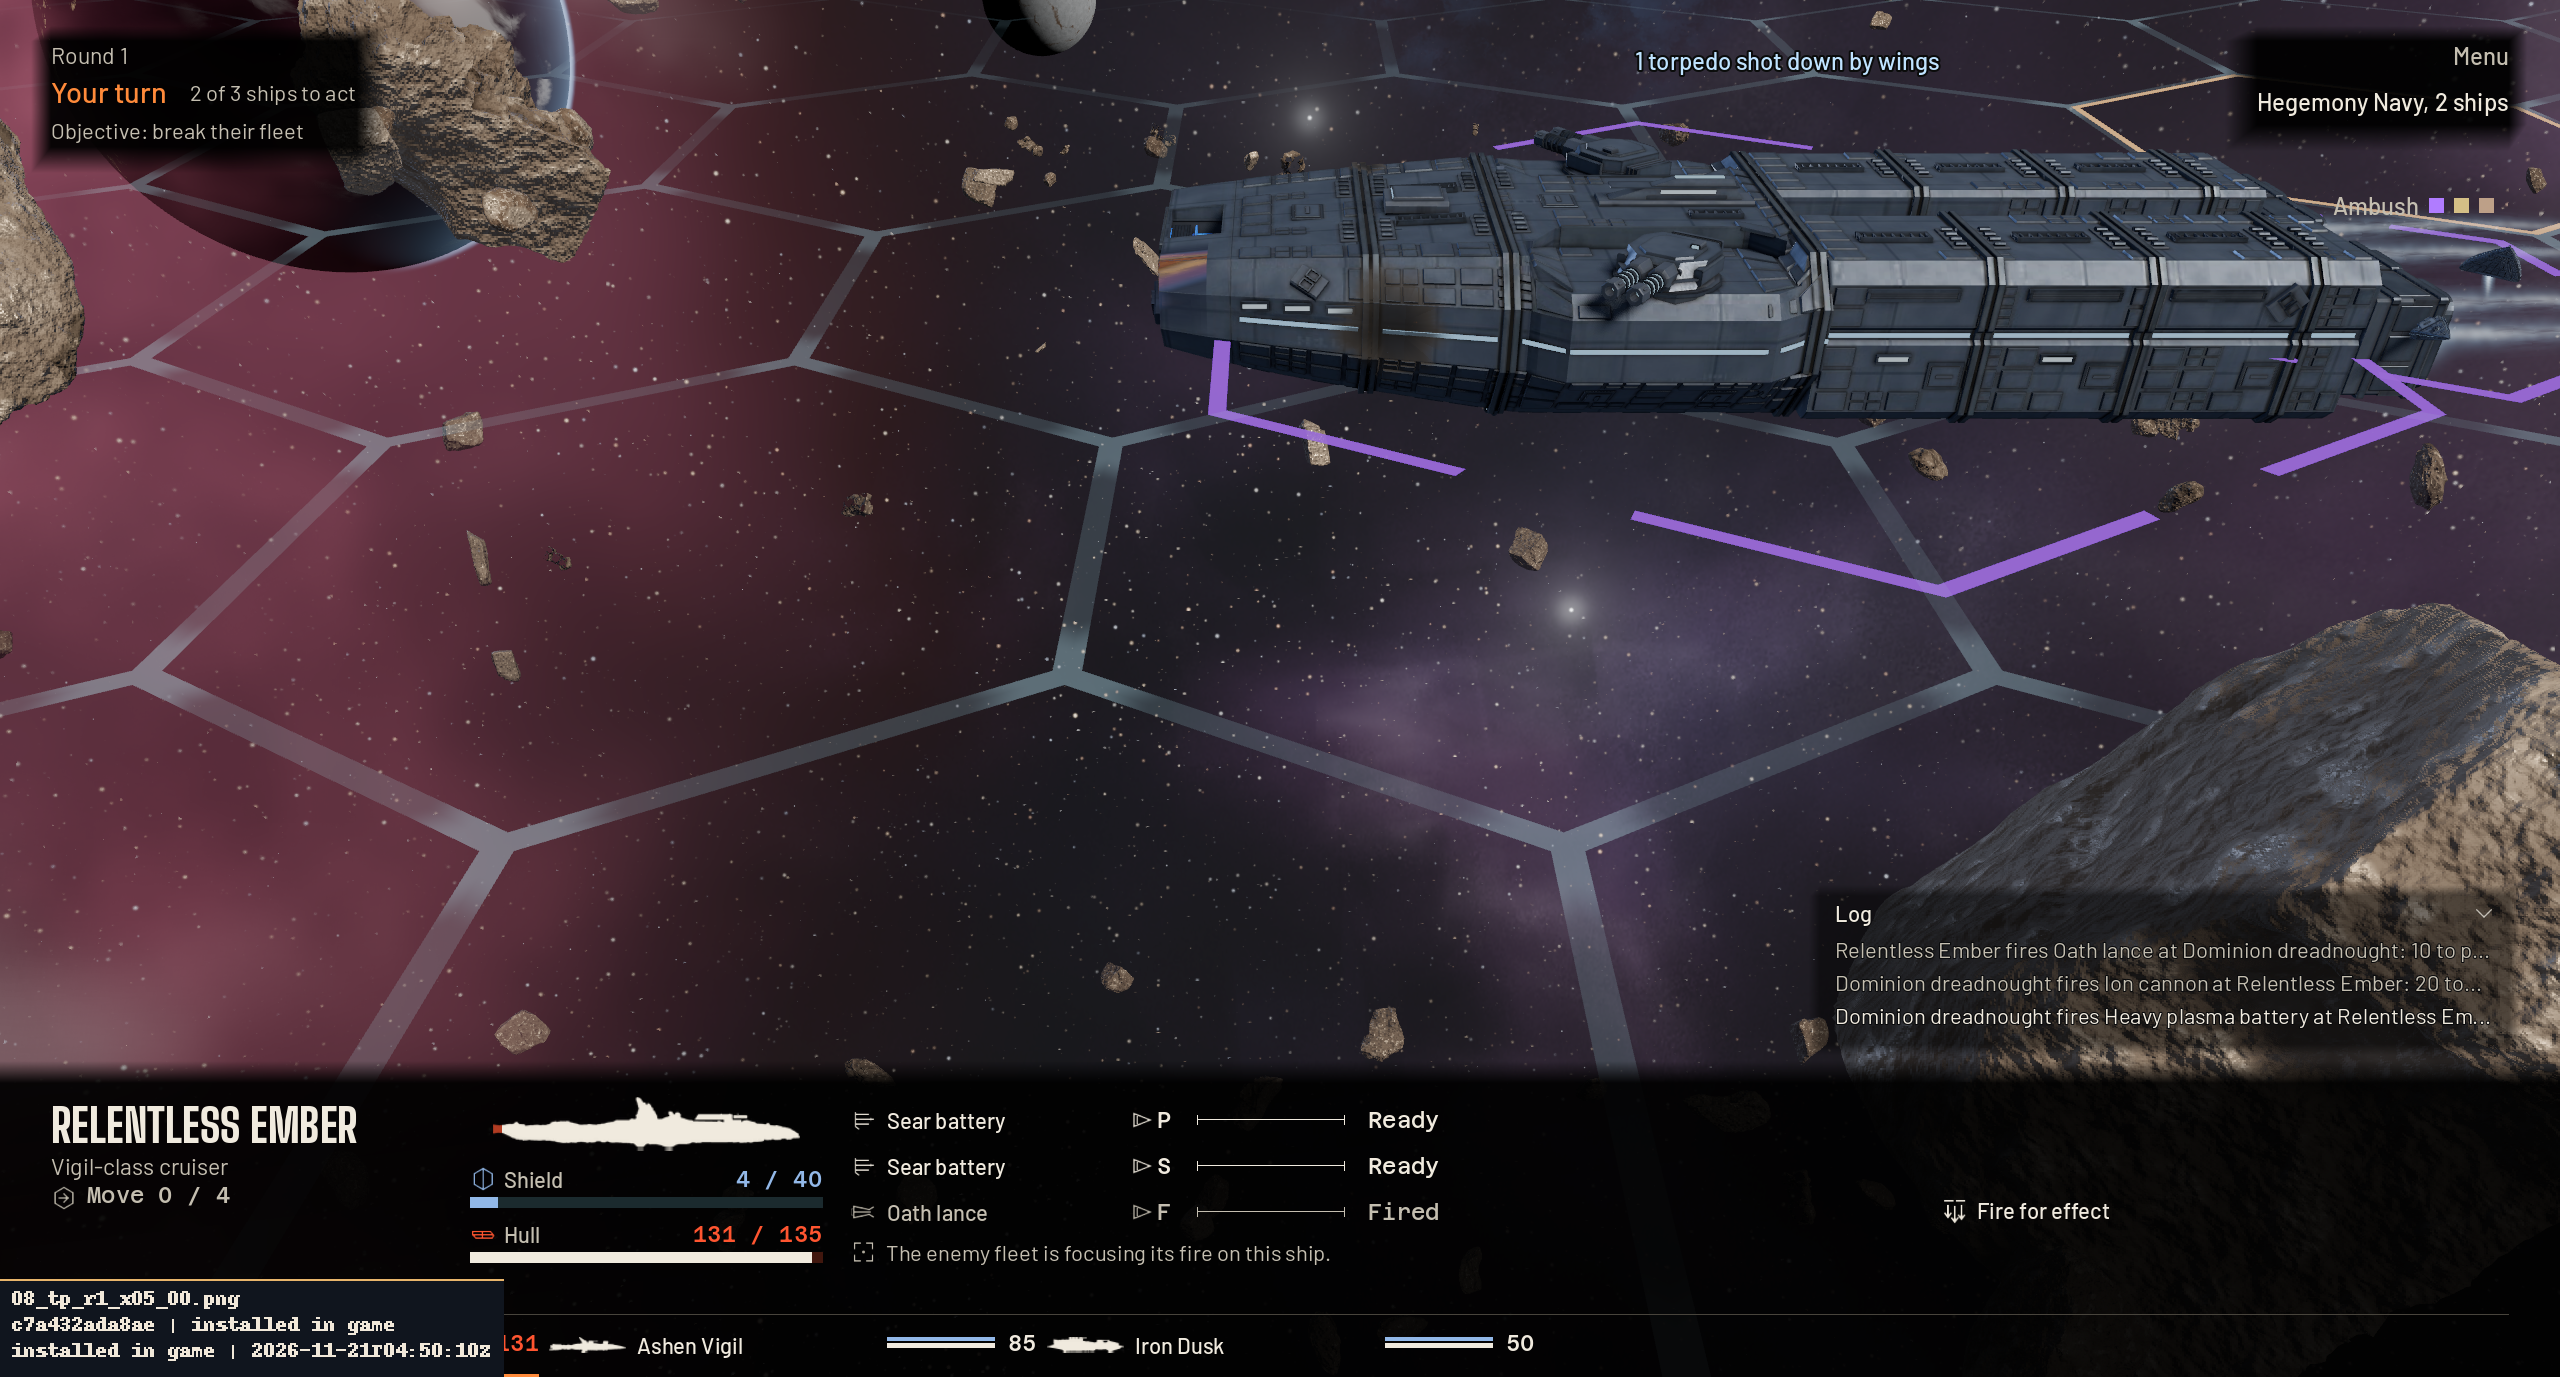 Round 1
Your turn 2 of 3 ships to act
Objective: break their fleet
1 torpedo shot down by wings
Menu
Hegemony Navy, 2 ships
Ambush
Log
Relentless Ember fires Oath lance at Dominion dreadnought: 10 to p...
Dominion dreadnought fires Ion cannon at Relentless Ember: 20 to...
Dominion dreadnought fires Heavy plasma battery at Relentless Em...
RELENTLESS EMBER
Vigil-class cruiser
Move 0 / 4
Shield 4 / 40
Hull 131 / 135
Sear battery P Ready
Sear battery S Ready
Oath lance F Fired
The enemy fleet is focusing its fire on this ship.
Fire for effect
08_tp_r1_x05_00.png
c7a432ada8ae | installed in game
installed in game | 2026-11-21r04:50:10z
131 Ashen Vigil 85 Iron Dusk 50